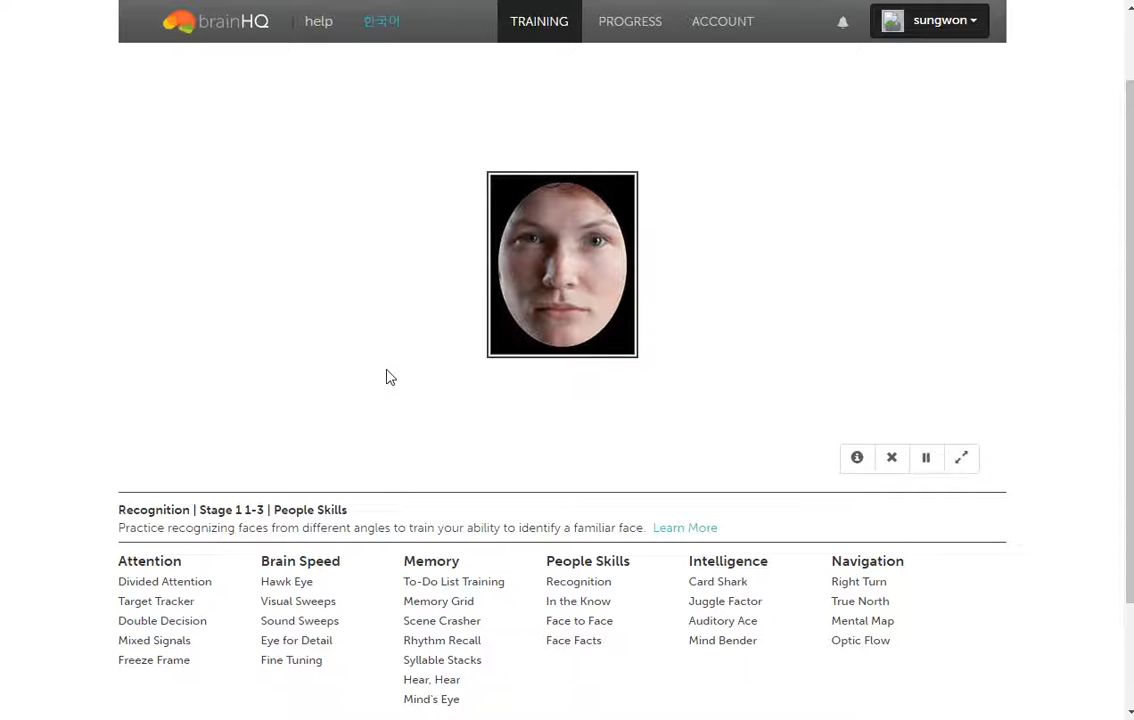 brainHQ help 한국어 TRAINING PROGRESS ACCOUNT sungwon
Recognition | Stage 1 1-3 | People Skills
Practice recognizing faces from different angles to train your ability to identify a familiar face. Learn More
Attention Brain Speed Memory People Skills Intelligence Navigation
Divided Attention Hawk Eye To-Do List Training Recognition Card Shark Right Turn
Target Tracker Visual Sweeps Memory Grid In the Know Juggle Factor True North
Double Decision Sound Sweeps Scene Crasher Face to Face Auditory Ace Mental Map
Mixed Signals Eye for Detail Rhythm Recall Face Facts Mind Bender Optic Flow
Freeze Frame Fine Tuning Syllable Stacks
Hear, Hear
Mind's Eye